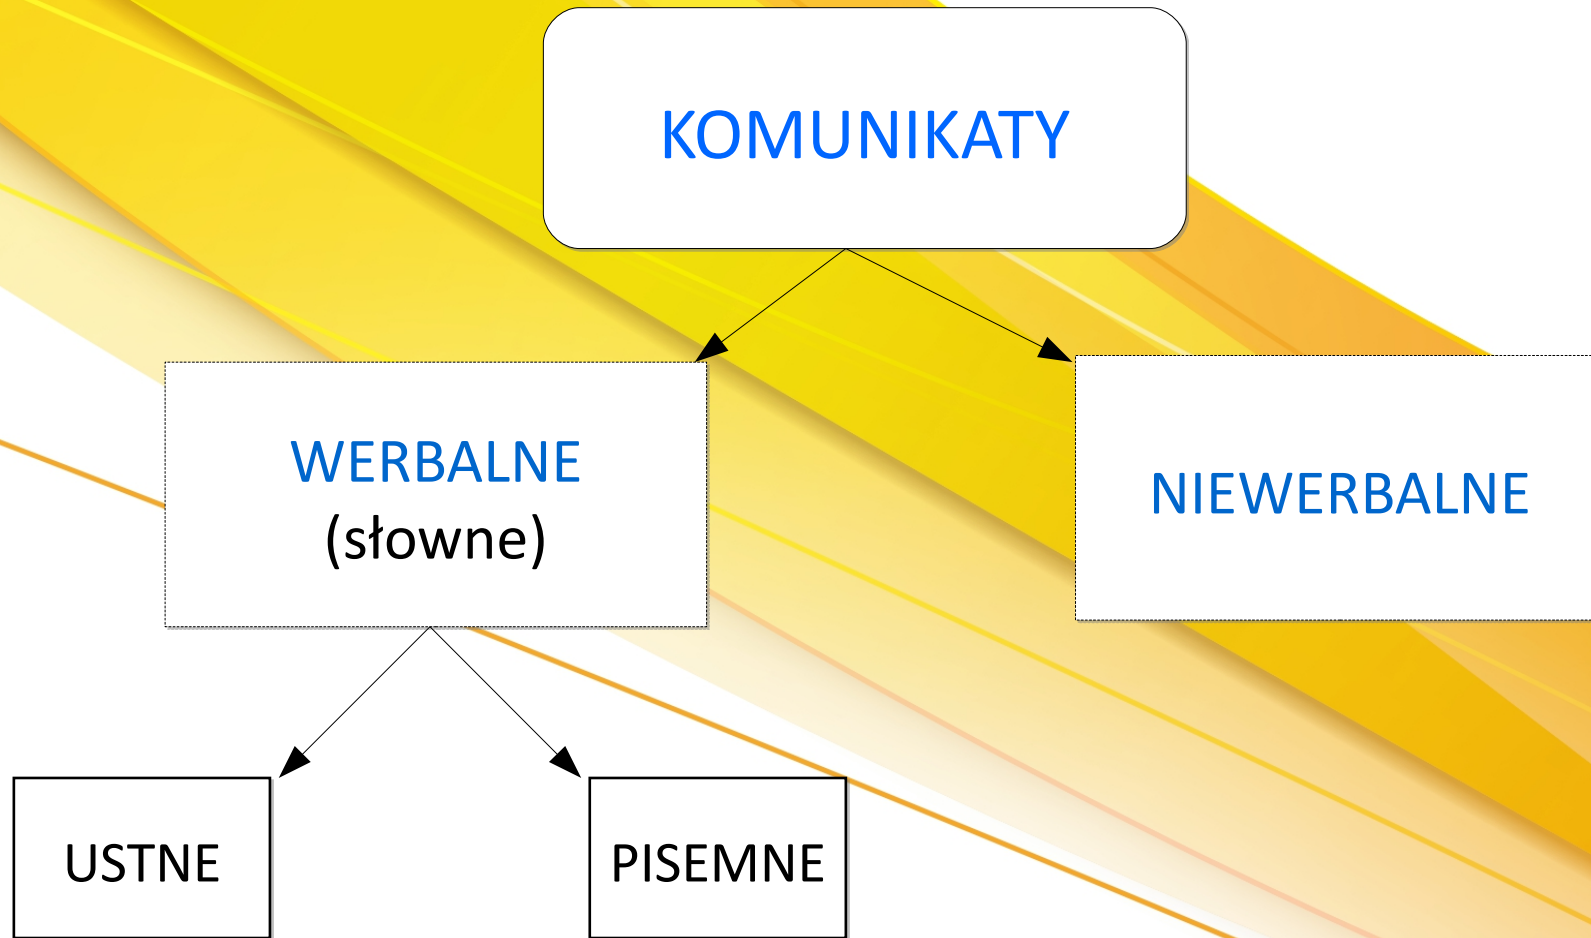 KOMUNIKATY
WERBALNE
(słowne)
NIEWERBALNE
USTNE
PISEMNE